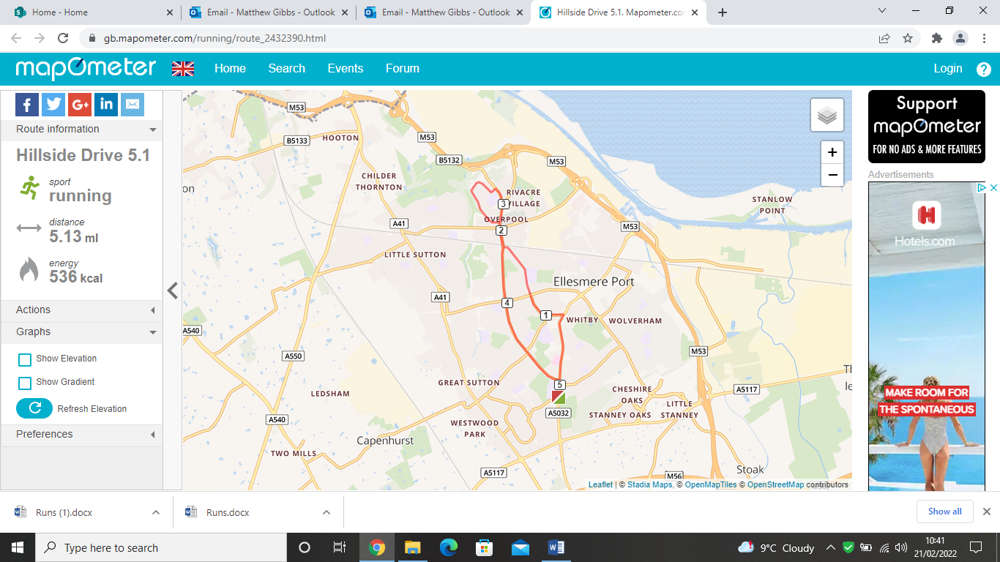 Home - Home
Email - Matthew Gibbs - Outlook
Email - Matthew Gibbs - Outlook
Hillside Drive 5.1. Mapometer.co
gb.mapometer.com/running/route_2432390.html
mapometer
Home
Search
Events
Forum
Login
?
f
G+
in
Route information
Hillside Drive 5.1
sport
running
distance
5.13 ml
energy
536 kcal
Actions
Graphs
Show Elevation
Show Gradient
Refresh Elevation
Preferences
M53
B5133
HOOTON
M53
B5132
M53
CHILDER
THORNTON
on
RIVACRE
VILLAGE
3
OVERPOOL
STANLOW
POINT
A41
2
M53
LITTLE SUTTON
Ellesmere Port
A41
4
1
WHITBY
WOLVERHAM
A540
A550
M53
GREAT SUTTON
5
LEDSHAM
CHESHIRE
OAKS
A5117
Th
le
A5032
STANNEY OAKS
LITTLE
STANNEY
A540
WESTWOOD
PARK
Capenhurst
TWO MILLS
A5117
M56
Stoak
+
−
Leaflet | © Stadia Maps, © OpenMapTiles © OpenStreetMap contributors
Support
mapometer
FOR NO ADS & MORE FEATURES
Advertisements
H
Hotels.com
MAKE ROOM FOR
THE SPONTANEOUS
Runs (1).docx
Runs.docx
Show all
Type here to search
9°C Cloudy
10:41
21/02/2022